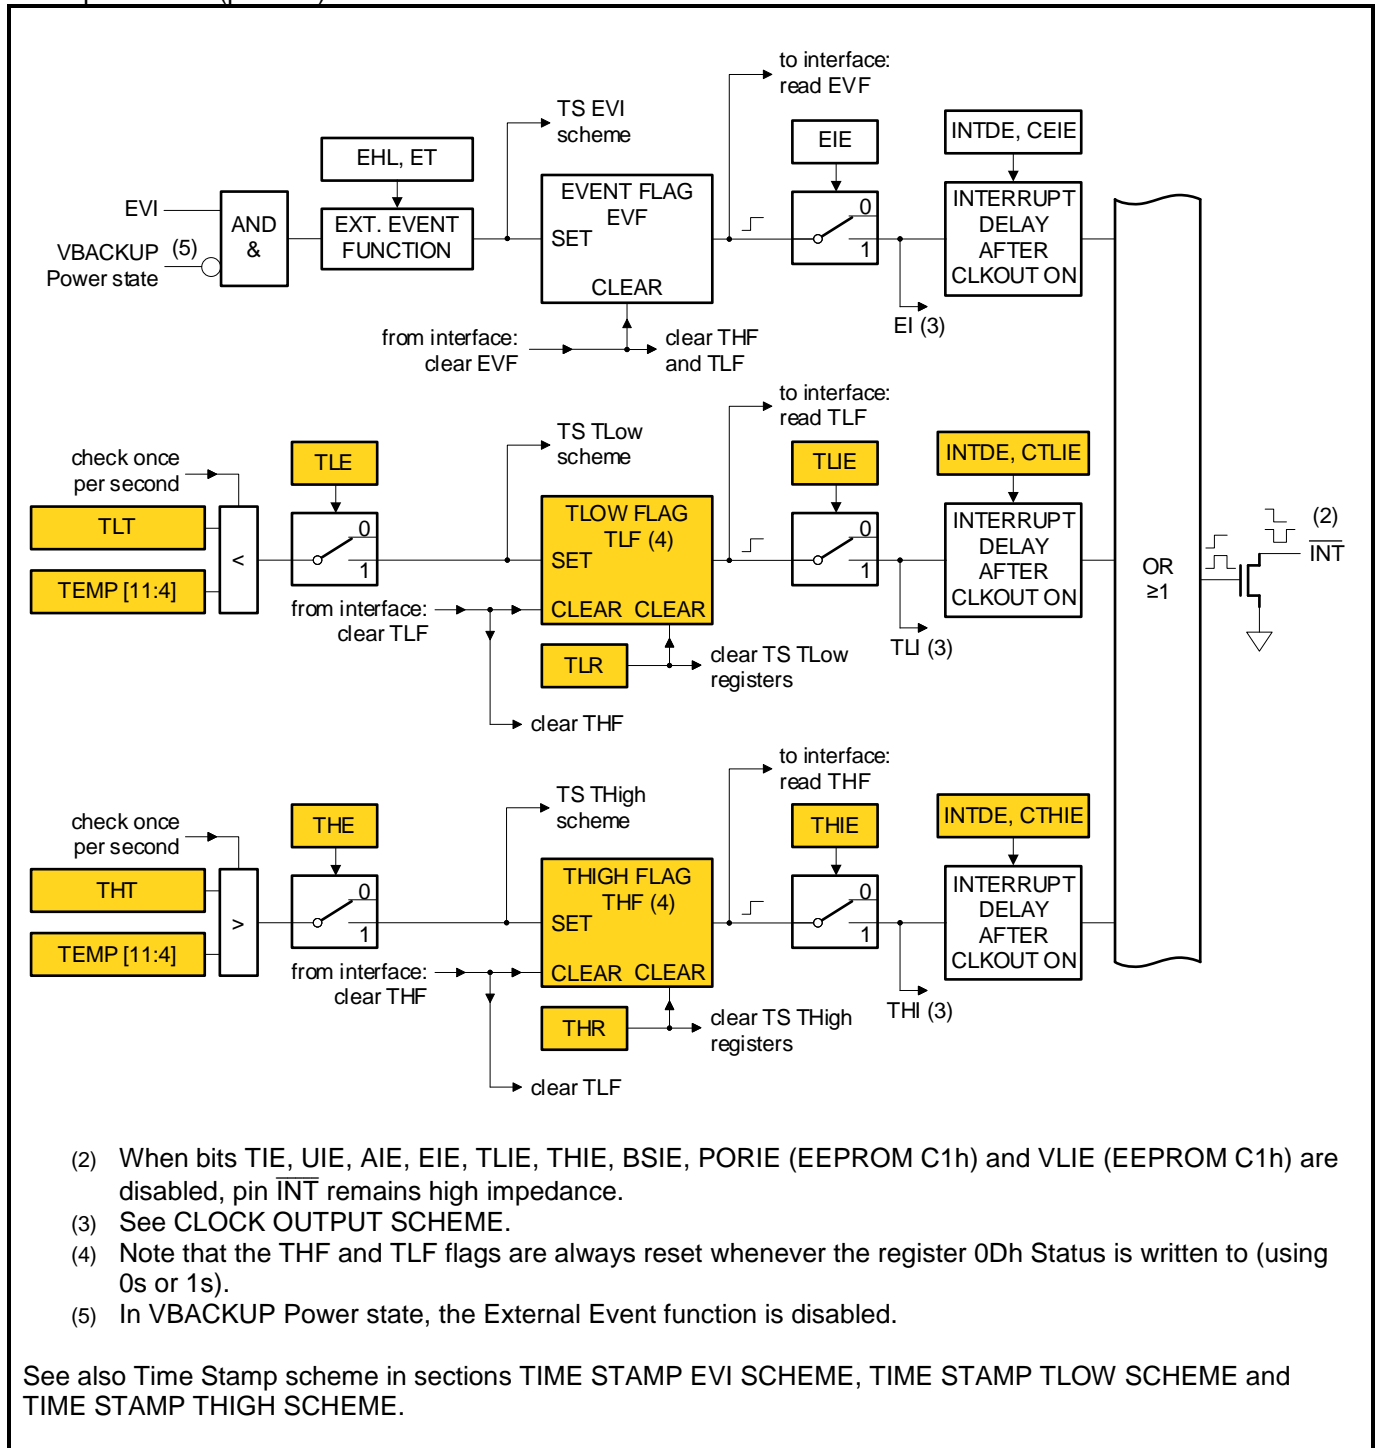 to interface:
read EVF
TS EVI
scheme
EHL, ET
EIE
INTDE, CEIE
EVI
VBACKUP (5)
Power state
AND
&
EXT. EVENT
FUNCTION
EVENT FLAG
EVF
SET
CLEAR
0
1
INTERRUPT
DELAY
AFTER
CLKOUT ON
EI (3)
from interface:
clear EVF
clear THF
and TLF
to interface:
read TLF
TS TLow
scheme
check once
per second
TLE
TLIE
INTDE, CTLIE
TLT
TEMP [11:4]
<
0
1
TLOW FLAG
TLF (4)
SET
CLEAR CLEAR
0
1
INTERRUPT
DELAY
AFTER
CLKOUT ON
OR
≥1
(2)
INT
from interface:
clear TLF
TLR
clear TS TLow
registers
TLI (3)
clear THF
to interface:
read THF
TS THigh
scheme
check once
per second
THE
THIE
INTDE, CTHIE
THT
TEMP [11:4]
>
0
1
THIGH FLAG
THF (4)
SET
CLEAR CLEAR
0
1
INTERRUPT
DELAY
AFTER
CLKOUT ON
from interface:
clear THF
THR
clear TS THigh
registers
THI (3)
clear TLF
(2) When bits TIE, UIE, AIE, EIE, TLIE, THIE, BSIE, PORIE (EEPROM C1h) and VLIE (EEPROM C1h) are
disabled, pin INT remains high impedance.
(3) See CLOCK OUTPUT SCHEME.
(4) Note that the THF and TLF flags are always reset whenever the register 0Dh Status is written to (using
0s or 1s).
(5) In VBACKUP Power state, the External Event function is disabled.
See also Time Stamp scheme in sections TIME STAMP EVI SCHEME, TIME STAMP TLOW SCHEME and
TIME STAMP THIGH SCHEME.